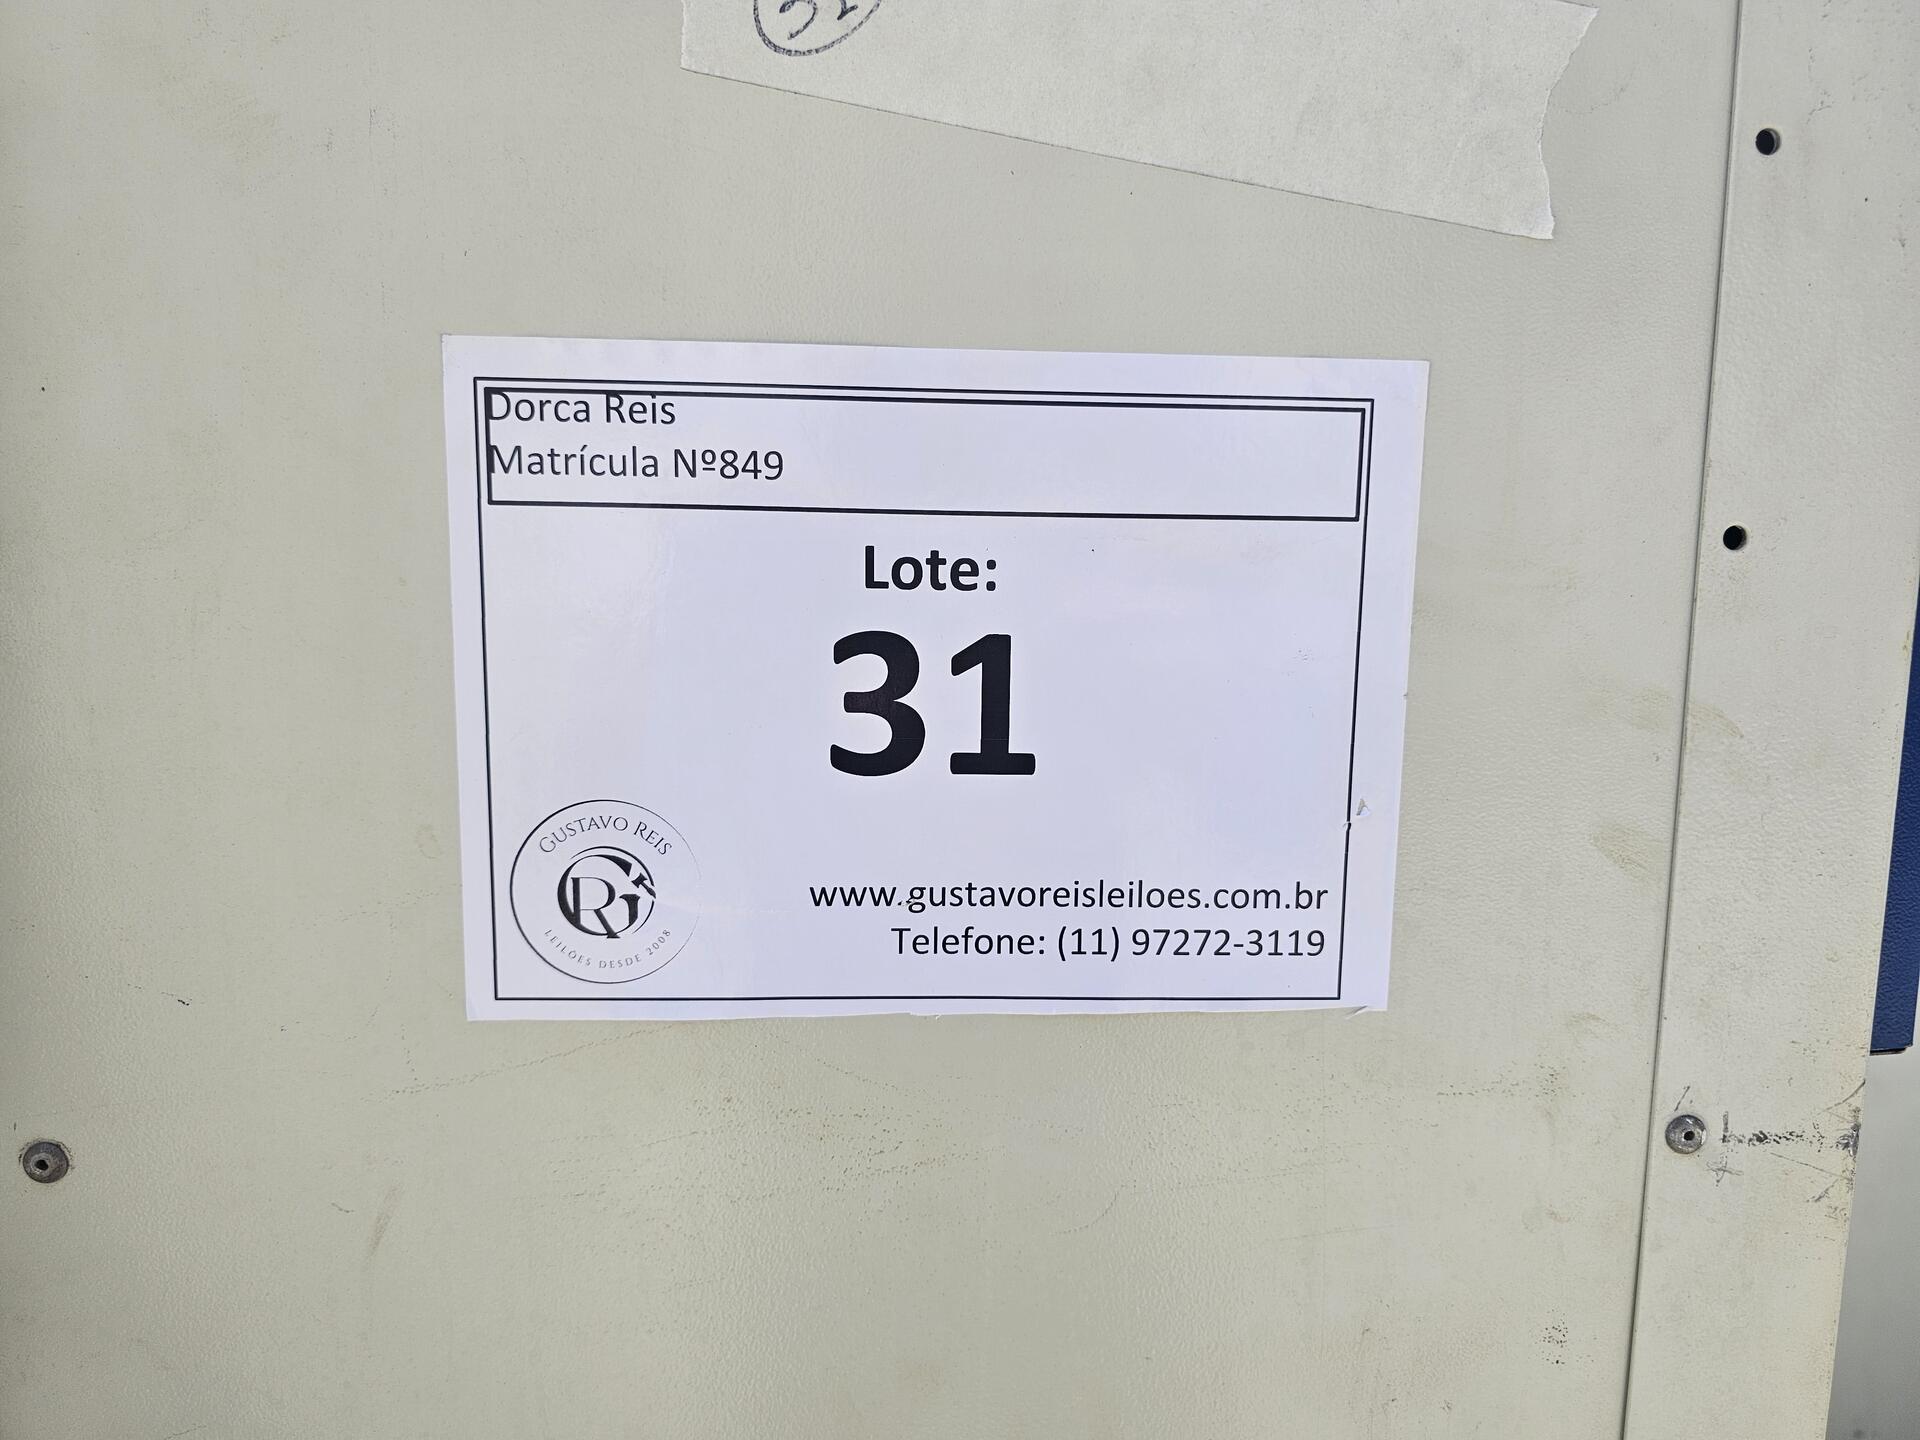 Dorca Reis
Matrícula Nº849
Lote:
31
GUSTAVO REIS
GR
LEILÕES DESDE 2008
www.gustavoreisleiloes.com.br
Telefone: (11) 97272-3119